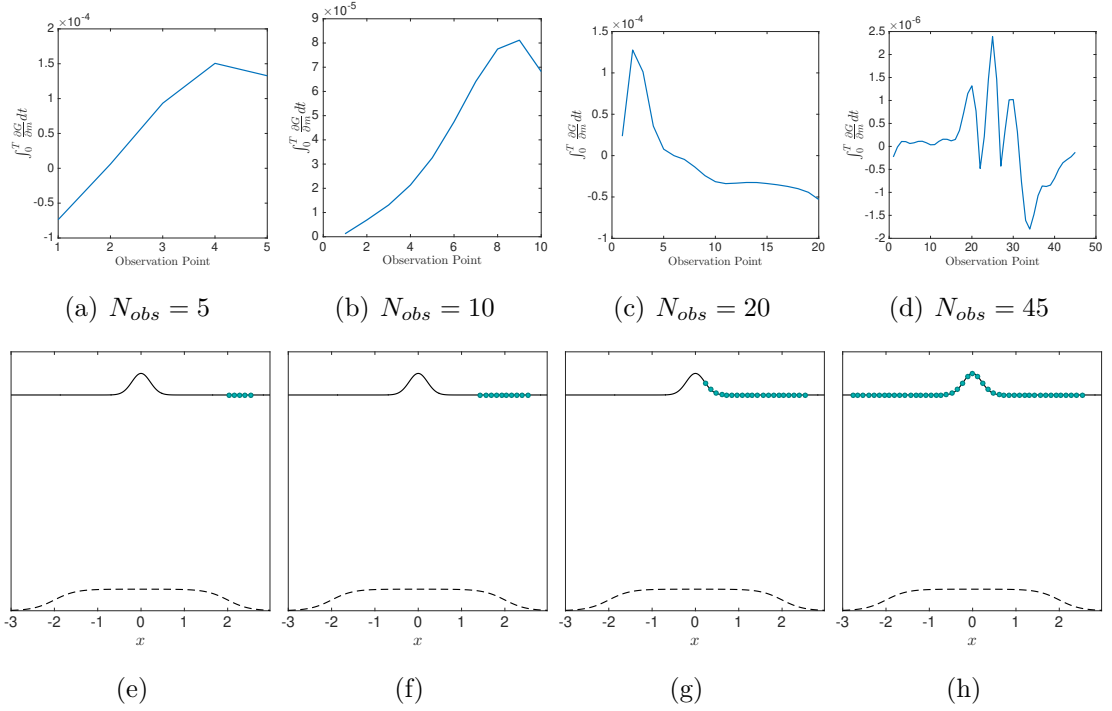 ×10⁻⁴
2
1.5
1
0.5
0
-0.5
-1
1 2 3 4 5
∫₀ᵀ ∂G/∂m dt
Observation Point
(a) N_obs = 5
×10⁻⁵
9
8
7
6
5
4
3
2
1
0
0 2 4 6 8 10
∫₀ᵀ ∂G/∂m dt
Observation Point
(b) N_obs = 10
×10⁻⁴
1.5
1
0.5
0
-0.5
-1
0 5 10 15 20
∫₀ᵀ ∂G/∂m dt
Observation Point
(c) N_obs = 20
×10⁻⁶
2.5
2
1.5
1
0.5
0
-0.5
-1
-1.5
-2
0 10 20 30 40 50
∫₀ᵀ ∂G/∂m dt
Observation Point
(d) N_obs = 45
-3 -2 -1 0 1 2
x
(e)
-3 -2 -1 0 1 2
x
(f)
-3 -2 -1 0 1 2
x
(g)
-3 -2 -1 0 1 2 3
x
(h)